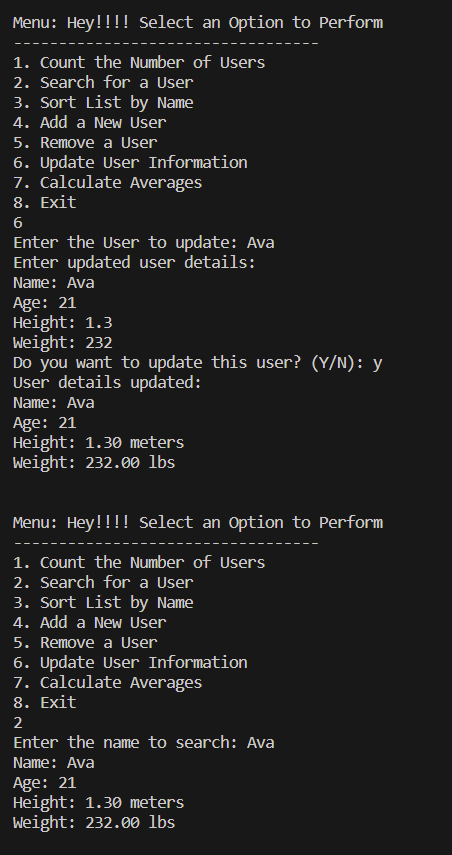 Menu: Hey!!!! Select an Option to Perform
----------------------------------
1. Count the Number of Users
2. Search for a User
3. Sort List by Name
4. Add a New User
5. Remove a User
6. Update User Information
7. Calculate Averages
8. Exit
6
Enter the User to update: Ava
Enter updated user details:
Name: Ava
Age: 21
Height: 1.3
Weight: 232
Do you want to update this user? (Y/N): y
User details updated:
Name: Ava
Age: 21
Height: 1.30 meters
Weight: 232.00 lbs
Menu: Hey!!!! Select an Option to Perform
----------------------------------
1. Count the Number of Users
2. Search for a User
3. Sort List by Name
4. Add a New User
5. Remove a User
6. Update User Information
7. Calculate Averages
8. Exit
2
Enter the name to search: Ava
Name: Ava
Age: 21
Height: 1.30 meters
Weight: 232.00 lbs